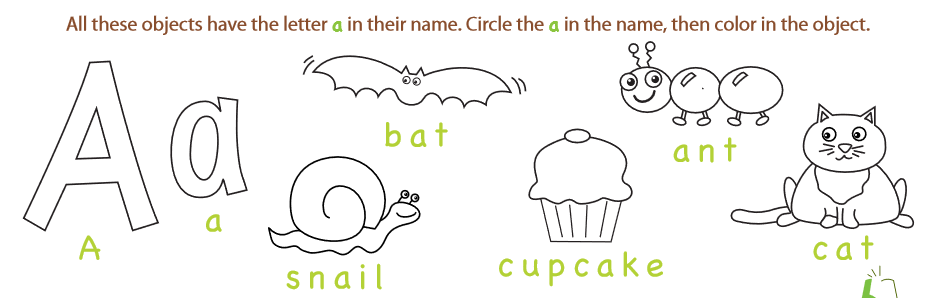 All these objects have the letter a in their name. Circle the a in the name, then color in the object.
Aa
A
a
bat
ant
snail
cupcake
cat